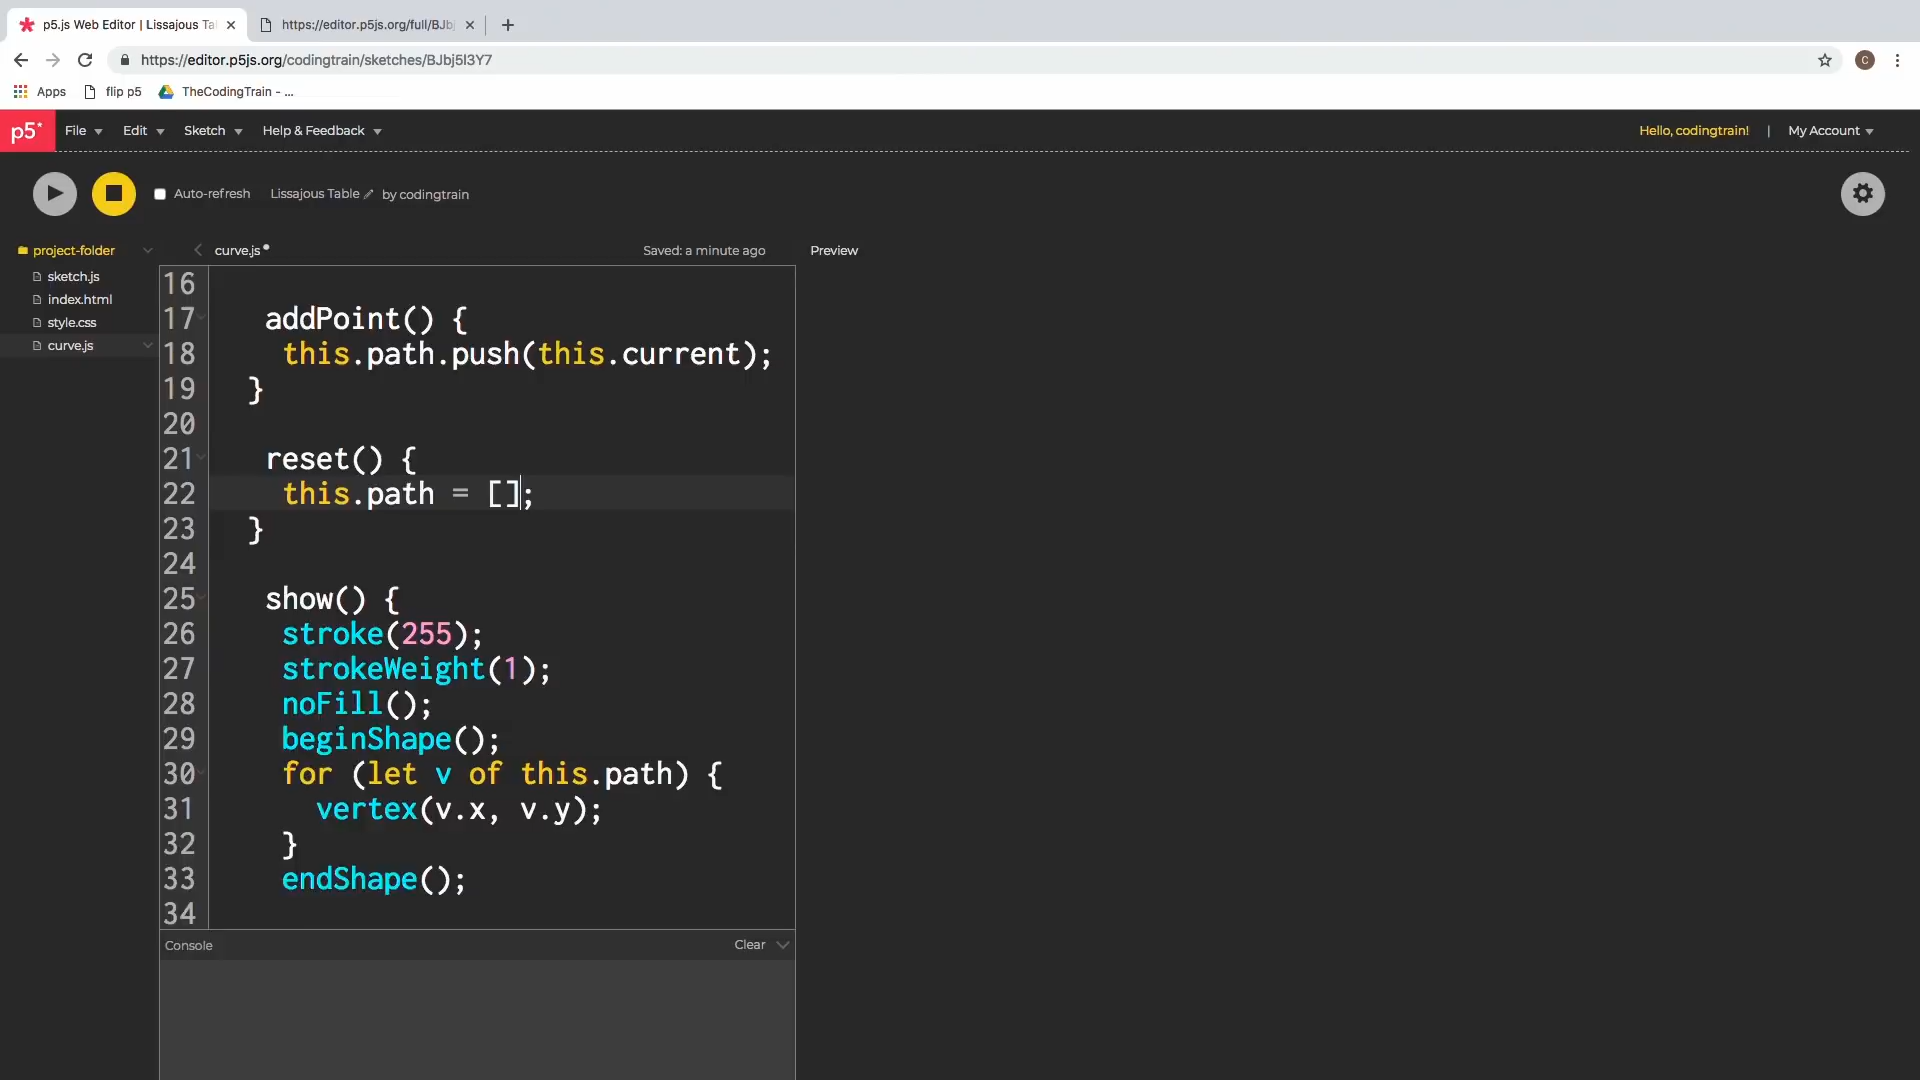 p5.js Web Editor | Lissajous Ta
https://editor.p5js.org/full/BJbj
https://editor.p5js.org/codingtrain/sketches/BJbj5l3Y7
C
Apps
flip p5
TheCodingTrain - ...
p5*
File
Edit
Sketch
Help & Feedback
Hello, codingtrain!
|
My Account
Auto-refresh
Lissajous Table
by codingtrain
project-folder
curve.js
Saved: a minute ago
Preview
sketch.js
index.html
style.css
curve.js
16
17 addPoint() {
18 this.path.push(this.current);
19 }
20
21 reset() {
22 this.path = [];
23 }
24
25 show() {
26 stroke(255);
27 strokeWeight(1);
28 noFill();
29 beginShape();
30 for (let v of this.path) {
31 vertex(v.x, v.y);
32 }
33 endShape();
34
Console
Clear